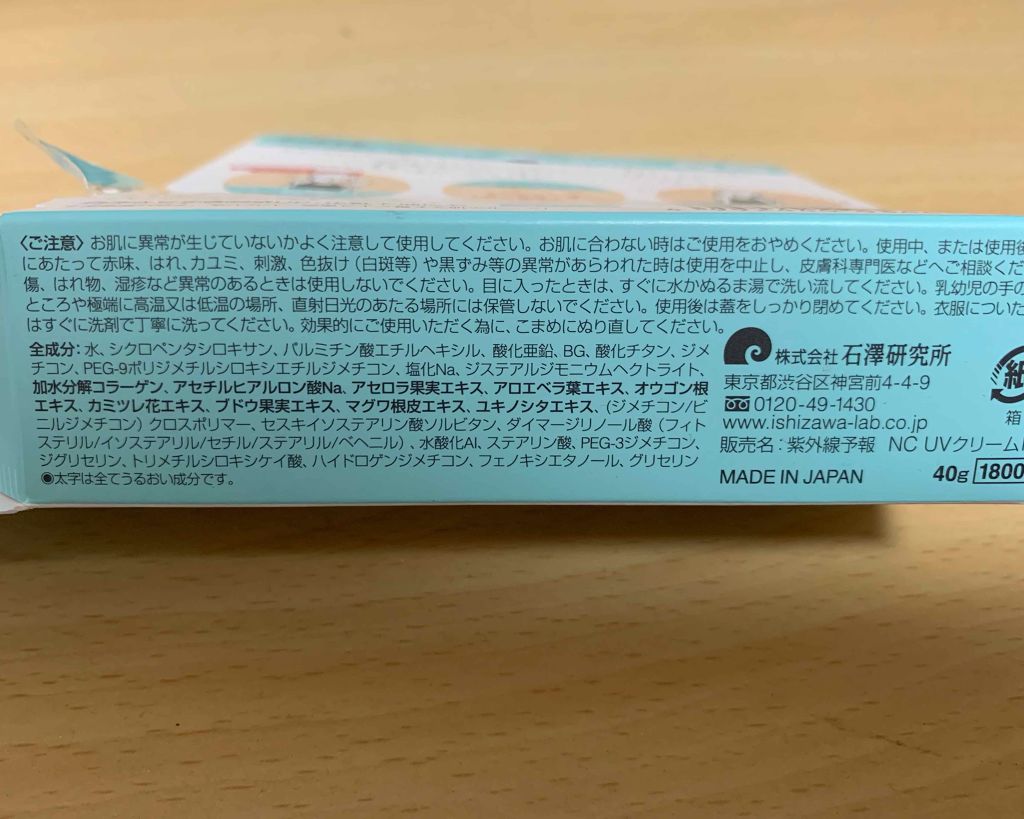 〈ご注意〉お肌に異常が生じていないかよく注意して使用してください。お肌に合わない時はご使用をおやめください。使用中、または使用後
にあたって赤味、はれ、カユミ、刺激、色抜け（白斑等）や黒ずみ等の異常があらわれた時は使用を中止し、皮膚科専門医などへご相談くだ
傷、はれ物、湿疹など異常のあるときは使用しないでください。目に入ったときは、すぐに水かぬるま湯で洗い流してください。乳幼児の手の
ところや極端に高温又は低温の場所、直射日光のあたる場所には保管しないでください。使用後は蓋をしっかり閉めてください。衣服についた
はすぐに洗剤で丁寧に洗ってください。効果的にご使用いただく為に、こまめにぬり直してください。
全成分：水、シクロペンタシロキサン、パルミチン酸エチルヘキシル、酸化亜鉛、BG、酸化チタン、ジメ
チコン、PEG-9ポリジメチルシロキシエチルジメチコン、塩化Na、ジステアルジモニウムヘクトライト、
加水分解コラーゲン、アセチルヒアルロン酸Na、アセロラ果実エキス、アロエベラ葉エキス、オウゴン根
エキス、カミツレ花エキス、ブドウ果実エキス、マグワ根皮エキス、ユキノシタエキス、（ジメチコン/ビ
ニルジメチコン）クロスポリマー、セスキイソステアリン酸ソルビタン、ダイマージリノール酸（フィト
ステリル/イソステアリル/セチル/ステアリル/ベヘニル）、水酸化Al、ステアリン酸、PEG-3ジメチコン、
ジグリセリン、トリメチルシロキシケイ酸、ハイドロゲンジメチコン、フェノキシエタノール、グリセリン
◉太字は全てうるおい成分です。
株式会社 石澤研究所
東京都渋谷区神宮前4-4-9
0120-49-1430
www.ishizawa-lab.co.jp
販売名：紫外線予報 NC UVクリーム
MADE IN JAPAN
40g 1800
紙
箱